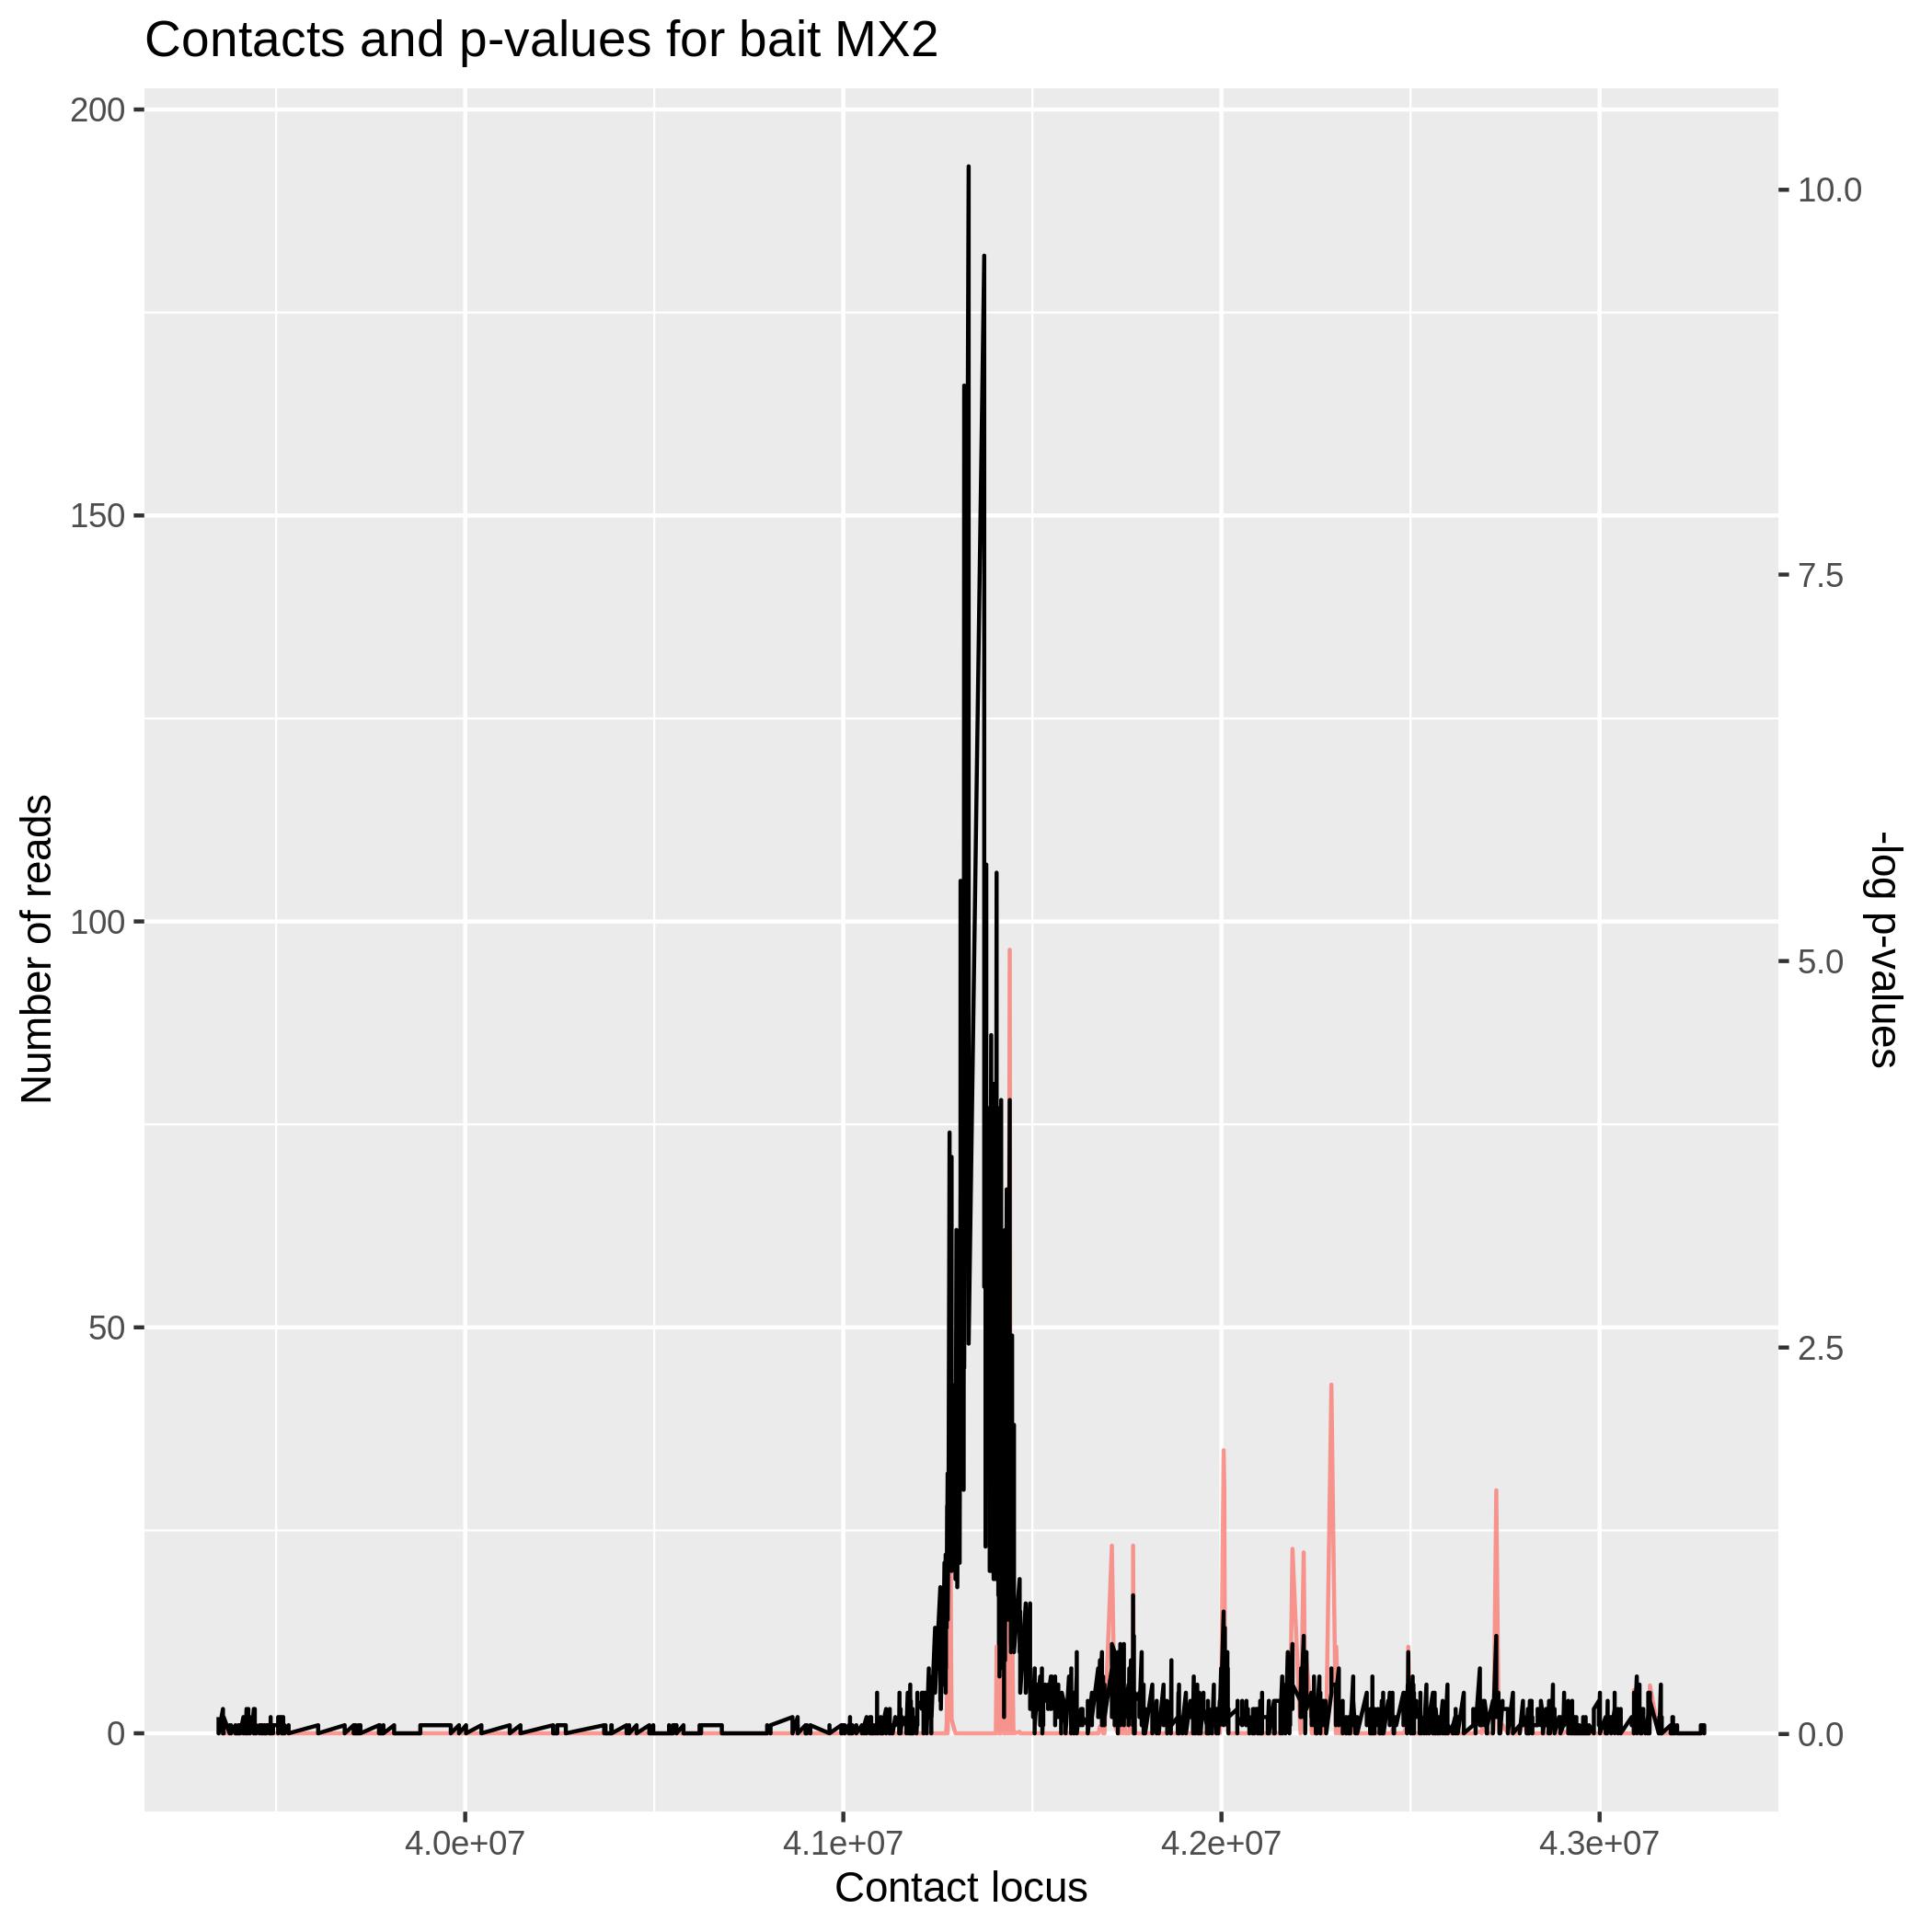 Contacts and p-values for bait MX2
200
150
100
50
0
Number of reads
10.0
7.5
5.0
2.5
0.0
-log p-values
4.0e+07
4.1e+07
4.2e+07
4.3e+07
Contact locus